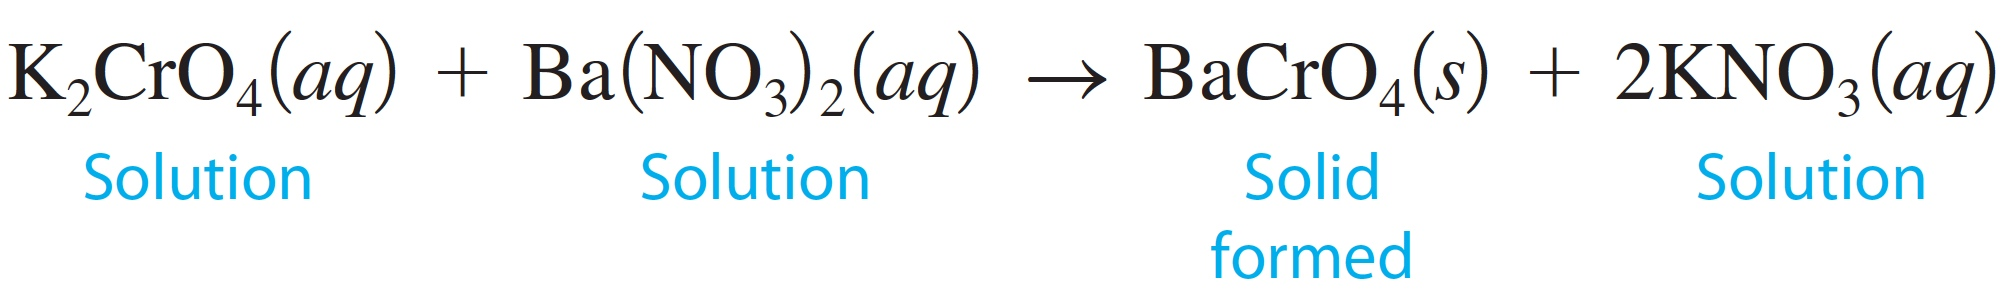 K₂CrO₄(aq) + Ba(NO₃)₂(aq) → BaCrO₄(s) + 2KNO₃(aq)
Solution Solution Solid Solution
formed